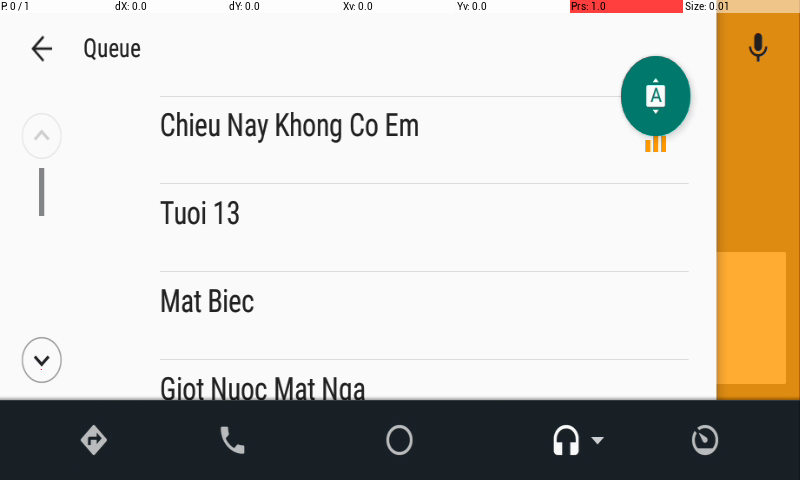 P: 0 / 1 dX: 0.0 dY: 0.0 Xv: 0.0 Yv: 0.0 Prs: 1.0 Size: 0.01
Queue
A
Chieu Nay Khong Co Em
Tuoi 13
Mat Biec
Giot Nuoc Mat Nga